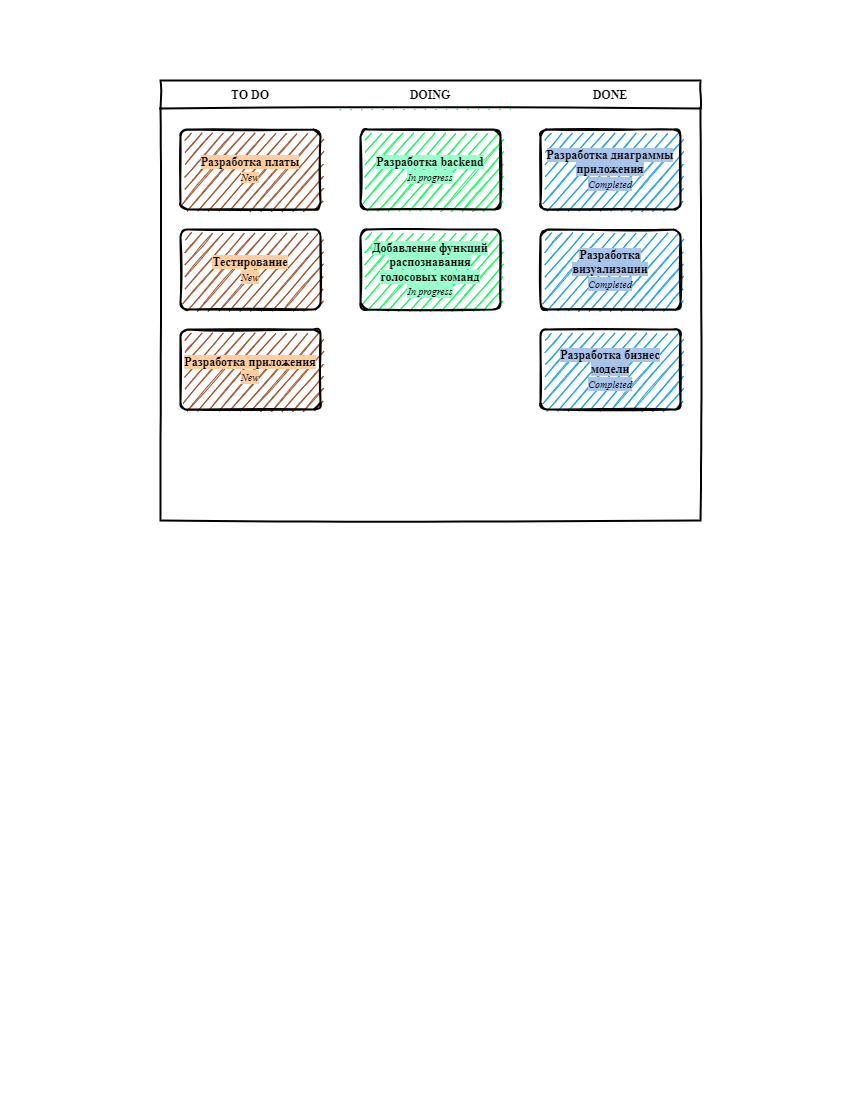 TO DO
DOING
DONE
Разработка платы
New
Тестирование
New
Разработка приложения
New
Разработка backend
In progress
Добавление функций
распознавания
голосовых команд
In progress
Разработка диаграммы
приложения
Completed
Разработка
визуализации
Completed
Разработка бизнес
модели
Completed